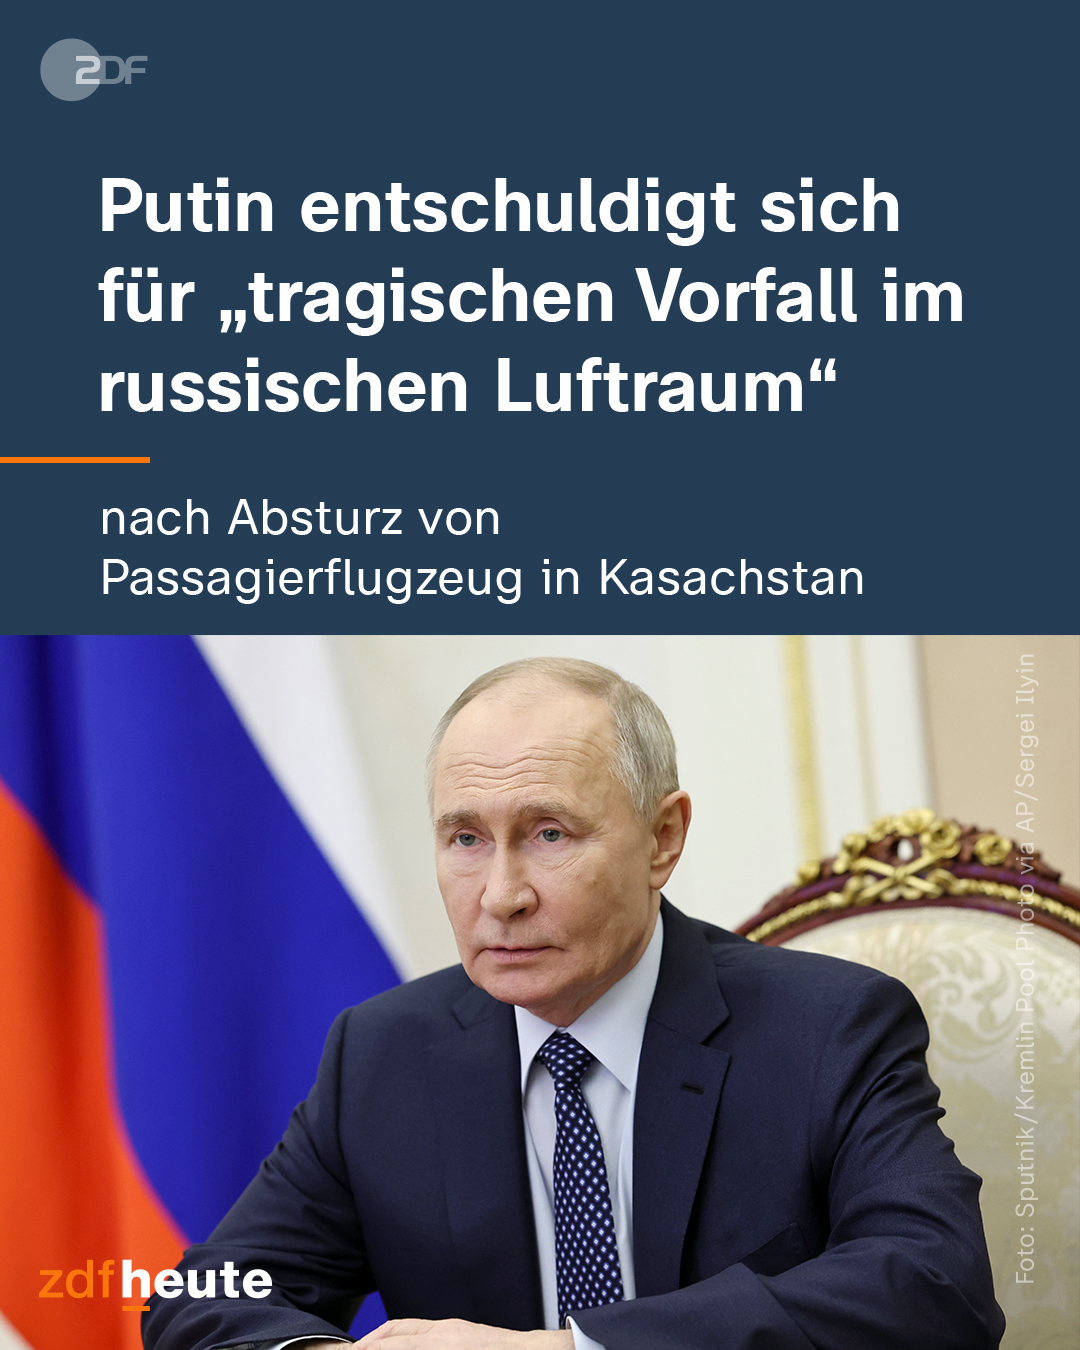 ZDF
Putin entschuldigt sich
für „tragischen Vorfall im
russischen Luftraum“
nach Absturz von
Passagierflugzeug in Kasachstan
Foto: Sputnik/Kremlin Pool Photo via AP/Sergei Ilyin
zdfheute